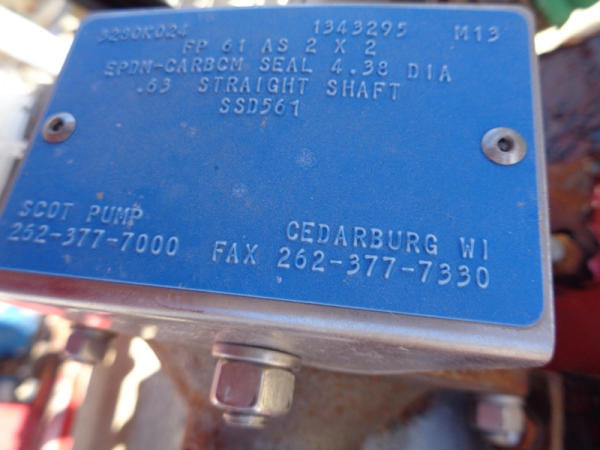 3280K024 1343295 M13
FP 61 AS 2 X 2
EPDM-CARBCM SEAL 4.38 DIA
.63 STRAIGHT SHAFT
SSD561
SCOT PUMP CEDARBURG WI
262-377-7000 FAX 262-377-7330